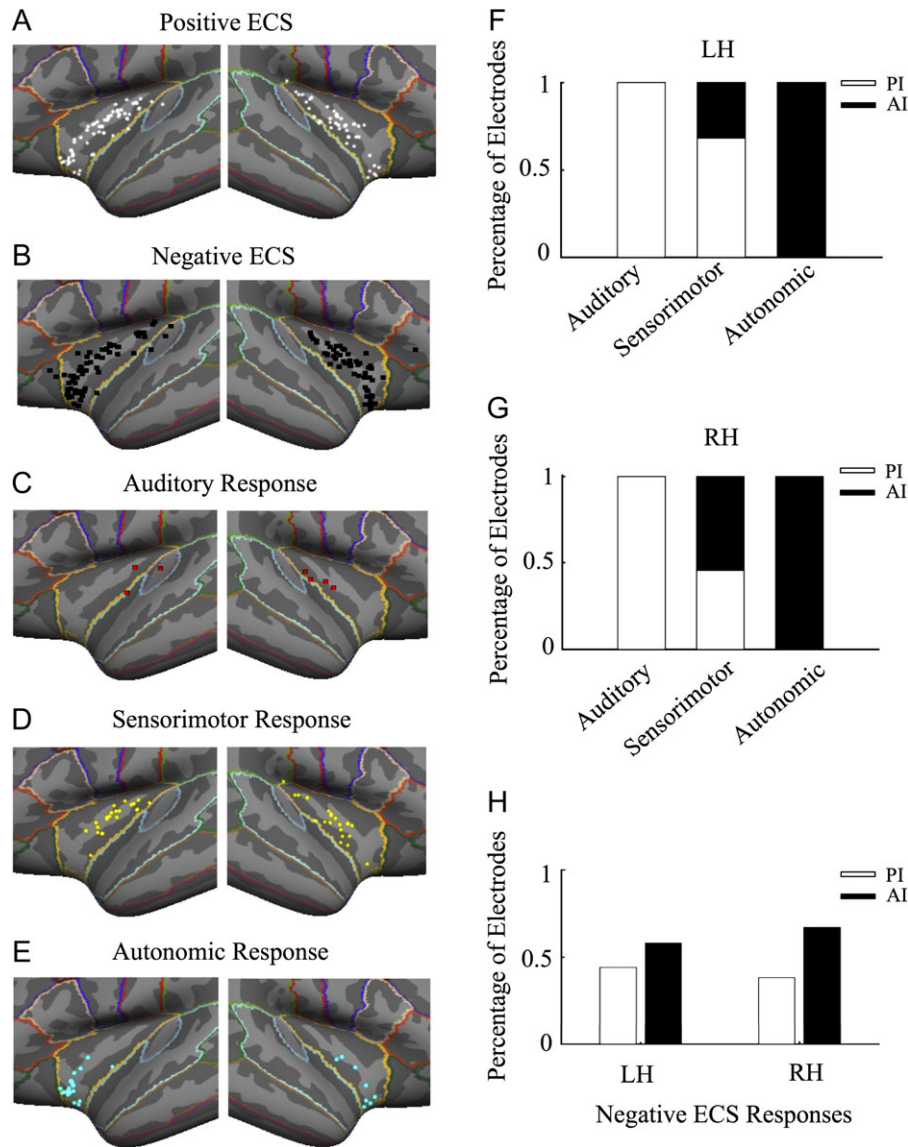 A
Positive ECS
B
Negative ECS
C
Auditory Response
D
Sensorimotor Response
E
Autonomic Response
F
LH
PI
AI
Percentage of Electrodes
1
0.5
0
Auditory
Sensorimotor
Autonomic
G
RH
PI
AI
Percentage of Electrodes
1
0.5
0
Auditory
Sensorimotor
Autonomic
H
PI
AI
Percentage of Electrodes
1
0.5
0
LH
RH
Negative ECS Responses